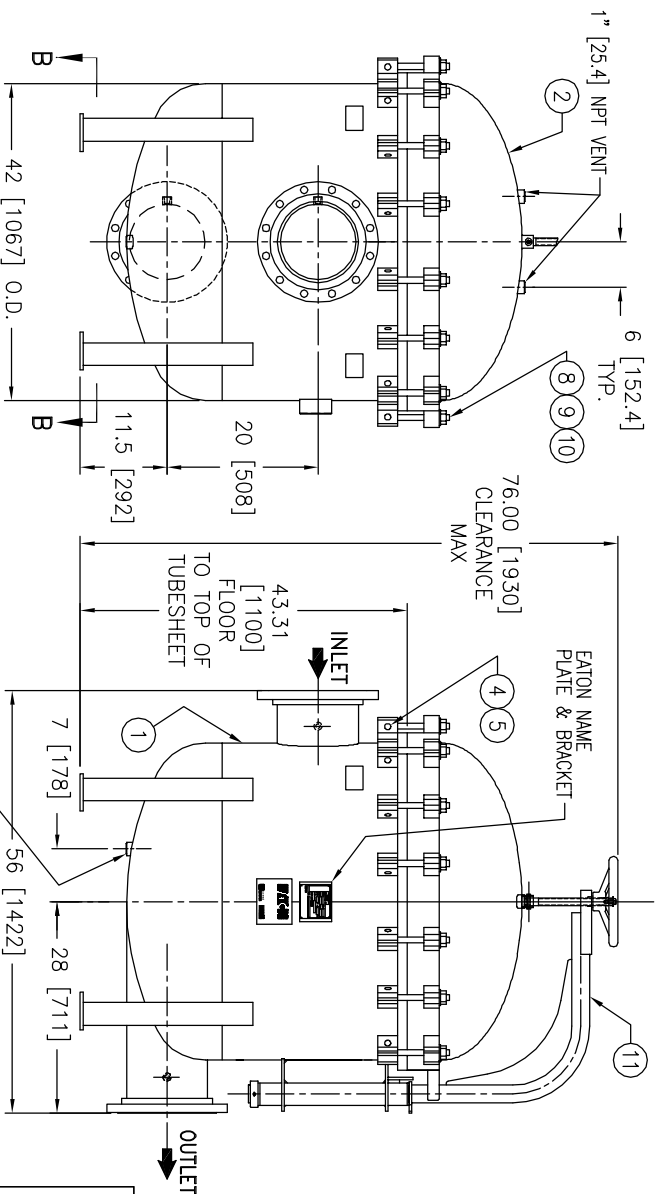 1" [25.4] NPT VENT
2
6 [152.4]
TYP.
8 9 10
B
B
42 [1067] O.D.
11.5 [292]
20 [508]
76.00 [1930]
CLEARANCE
MAX
43.31
[1100]
FLOOR
TO TOP OF
TUBESHEET
EATON NAME
PLATE & BRACKET
4 5
11
INLET
1
7 [178]
28 [711]
56 [1422]
OUTLET
EATON